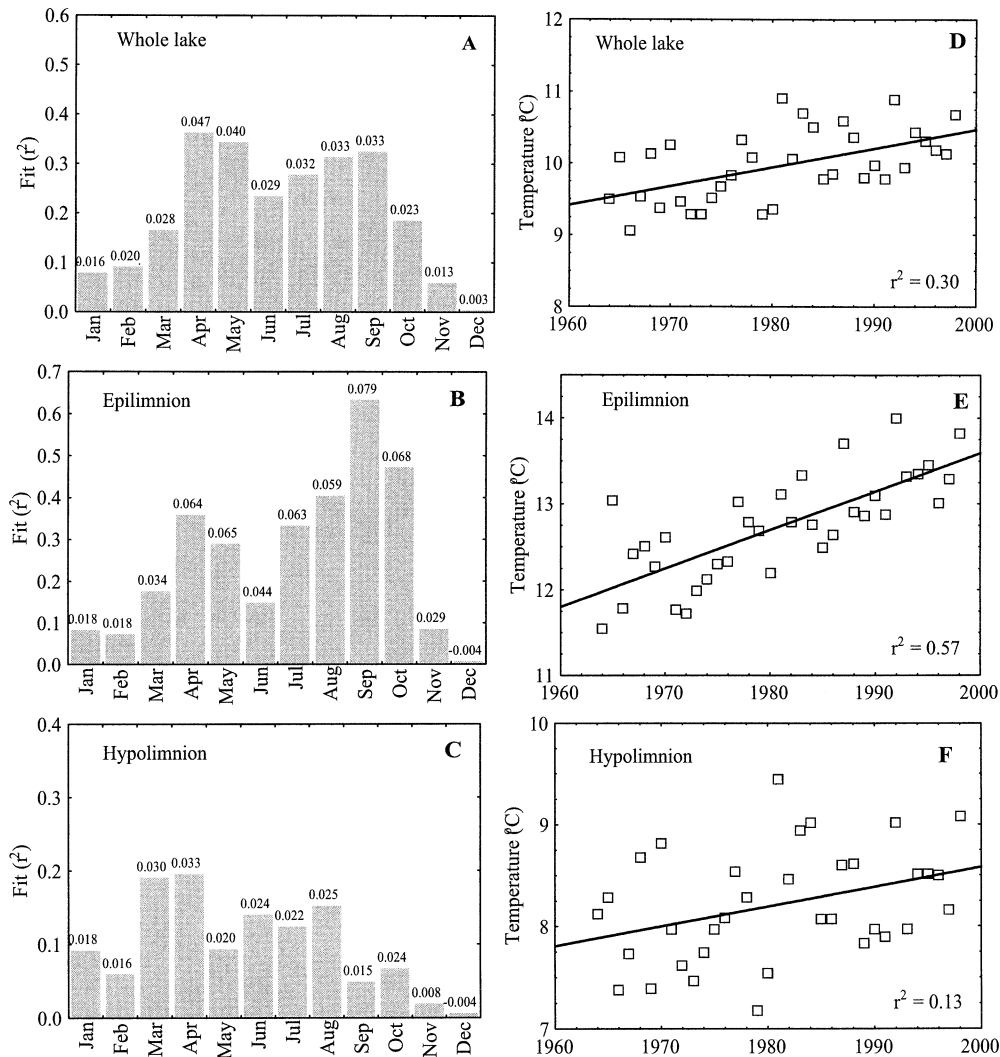 Whole lake
A
Fit (r²)
0.6
0.5
0.4
0.3
0.2
0.1
0.0
0.016
0.020
0.028
0.047
0.040
0.029
0.032
0.033
0.033
0.023
0.013
0.003
Jan
Feb
Mar
Apr
May
Jun
Jul
Aug
Sep
Oct
Nov
Dec
Whole lake
D
Temperature (ºC)
12
11
10
9
8
r² = 0.30
1960 1970 1980 1990 2000
Epilimnion
B
Fit (r²)
0.7
0.6
0.5
0.4
0.3
0.2
0.1
0.0
0.018
0.018
0.034
0.064
0.065
0.044
0.063
0.059
0.079
0.068
0.029
-0.004
Jan
Feb
Mar
Apr
May
Jun
Jul
Aug
Sep
Oct
Nov
Dec
Epilimnion
E
Temperature (ºC)
14
13
12
11
r² = 0.57
1960 1970 1980 1990 2000
Hypolimnion
C
Fit (r²)
0.4
0.3
0.2
0.1
0.0
0.018
0.016
0.030
0.033
0.020
0.024
0.022
0.025
0.015
0.024
0.008
-0.004
Jan
Feb
Mar
Apr
May
Jun
Jul
Aug
Sep
Oct
Nov
Dec
Hypolimnion
F
Temperature (ºC)
10
9
8
7
r² = 0.13
1960 1970 1980 1990 2000